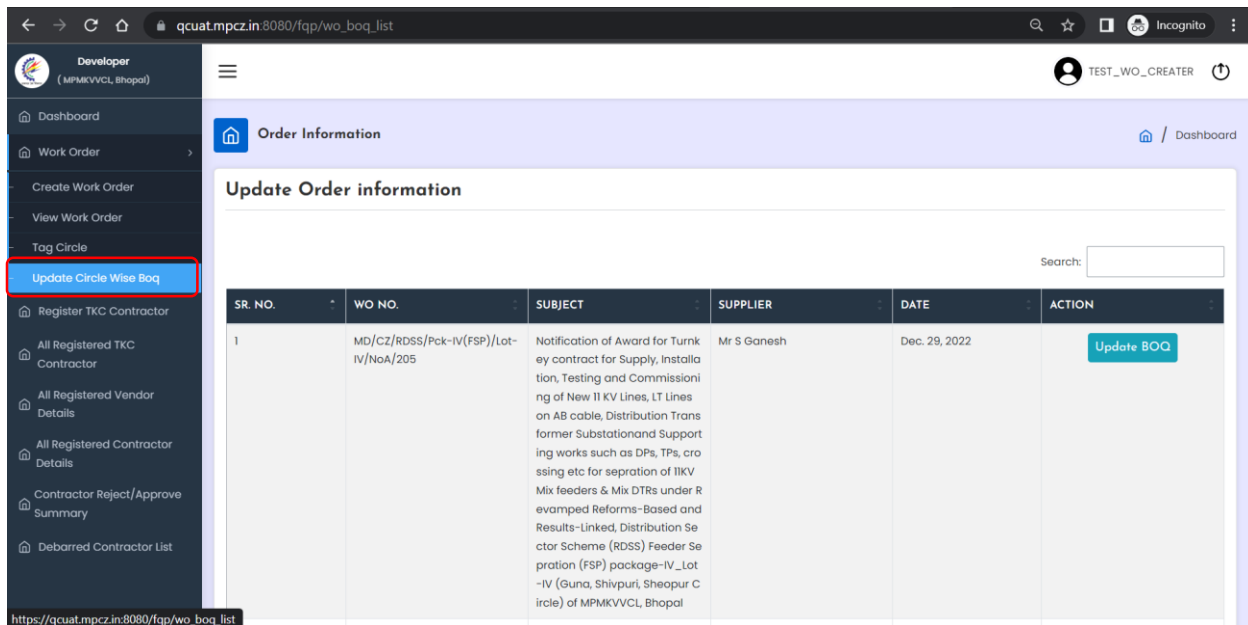 qcuat.mpcz.in:8080/fqp/wo_boq_list
Incognito
Developer
( MPMKVVCL, Bhopal)
TEST_WO_CREATER
Dashboard
Work Order
Create Work Order
View Work Order
Tag Circle
Update Circle Wise Boq
Register TKC Contractor
All Registered TKC
Contractor
All Registered Vendor
Details
All Registered Contractor
Details
Contractor Reject/Approve
Summary
Debarred Contractor List
Order Information
/ Dashboard
Update Order information
Search:
SR. NO. WO NO. SUBJECT SUPPLIER DATE ACTION
1 MD/CZ/RDSS/Pck-IV(FSP)/Lot- Notification of Award for Turnk Mr S Ganesh Dec. 29, 2022 Update BOQ
IV/NoA/205 ey contract for Supply, Installa
tion, Testing and Commissioni
ng of New 11 KV Lines, LT Lines
on AB cable, Distribution Trans
former Substationand Support
ing works such as DPs, TPs, cro
ssing etc for sepration of 11KV
Mix feeders & Mix DTRs under R
evamped Reforms-Based and
Results-Linked, Distribution Se
ctor Scheme (RDSS) Feeder Se
pration (FSP) package-IV_Lot
-IV (Guna, Shivpuri, Sheopur C
ircle) of MPMKVVCL, Bhopal
https://qcuat.mpcz.in:8080/fqp/wo_boq_list